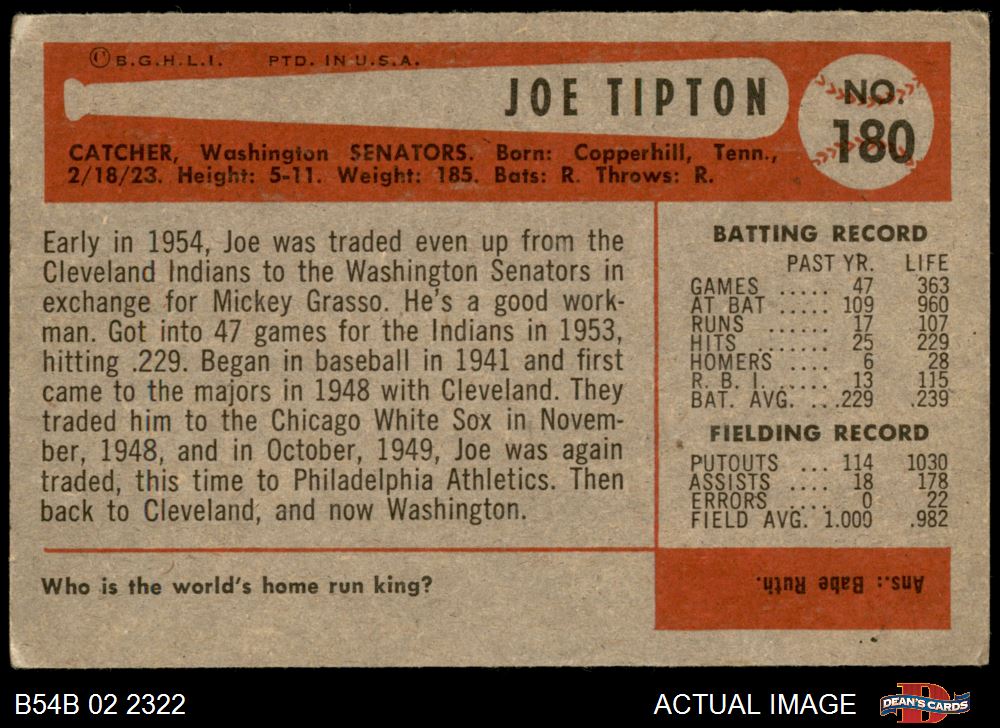 © B.G.H.L.I. PTD. IN U.S.A.
JOE TIPTON
NO.
180
CATCHER, Washington SENATORS. Born: Copperhill, Tenn.,
2/18/23. Height: 5-11. Weight: 185. Bats: R. Throws: R.
Early in 1954, Joe was traded even up from the
Cleveland Indians to the Washington Senators in
exchange for Mickey Grasso. He's a good work-
man. Got into 47 games for the Indians in 1953,
hitting .229. Began in baseball in 1941 and first
came to the majors in 1948 with Cleveland. They
traded him to the Chicago White Sox in Novem-
ber, 1948, and in October, 1949, Joe was again
traded, this time to Philadelphia Athletics. Then
back to Cleveland, and now Washington.
BATTING RECORD
PAST YR. LIFE
GAMES ..... 47 363
AT BAT ..... 109 960
RUNS ...... 17 107
HITS ....... 25 229
HOMERS .... 6 28
R. B. I. ...... 13 115
BAT. AVG. ... .229 .239
FIELDING RECORD
PUTOUTS ... 114 1030
ASSISTS .... 18 178
ERRORS .... 0 22
FIELD AVG. 1.000 .982
Who is the world's home run king?
Ans.: Babe Ruth.
B54B 02 2322
ACTUAL IMAGE
D
DEAN'S CARDS